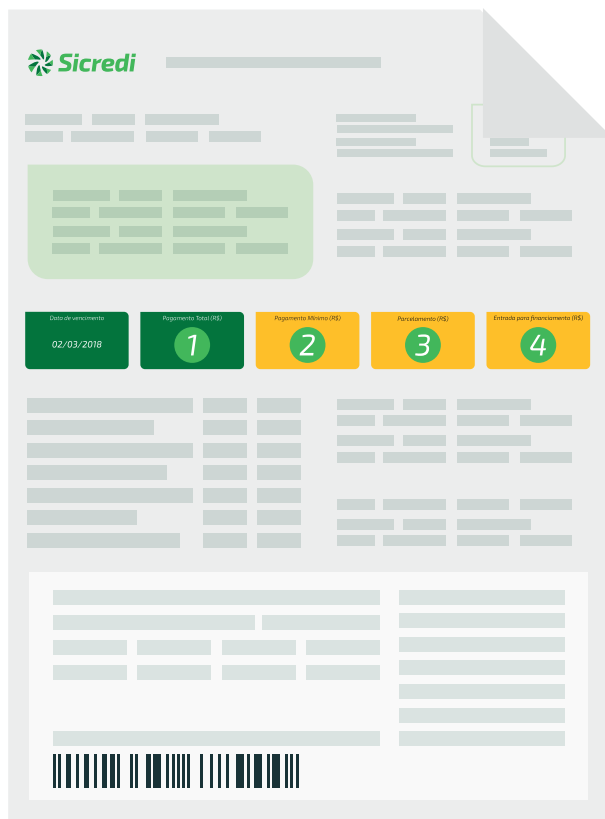 Sicredi
Data de vencimento
Pagamento Total (R$)
Pagamento Mínimo (R$)
Parcelamento (R$)
Entrada para financiamento (R$)
02/03/2018
1
2
3
4